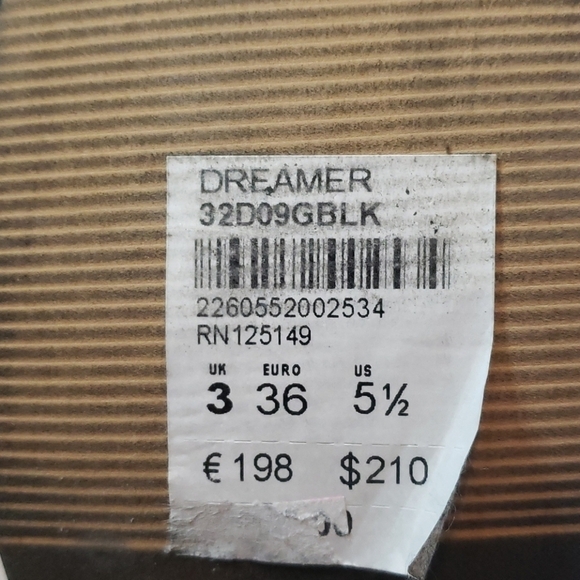 DREAMER
32D09GBLK
2260552002534
RN125149
UK EURO US
3 36 5½
€ 198 $210